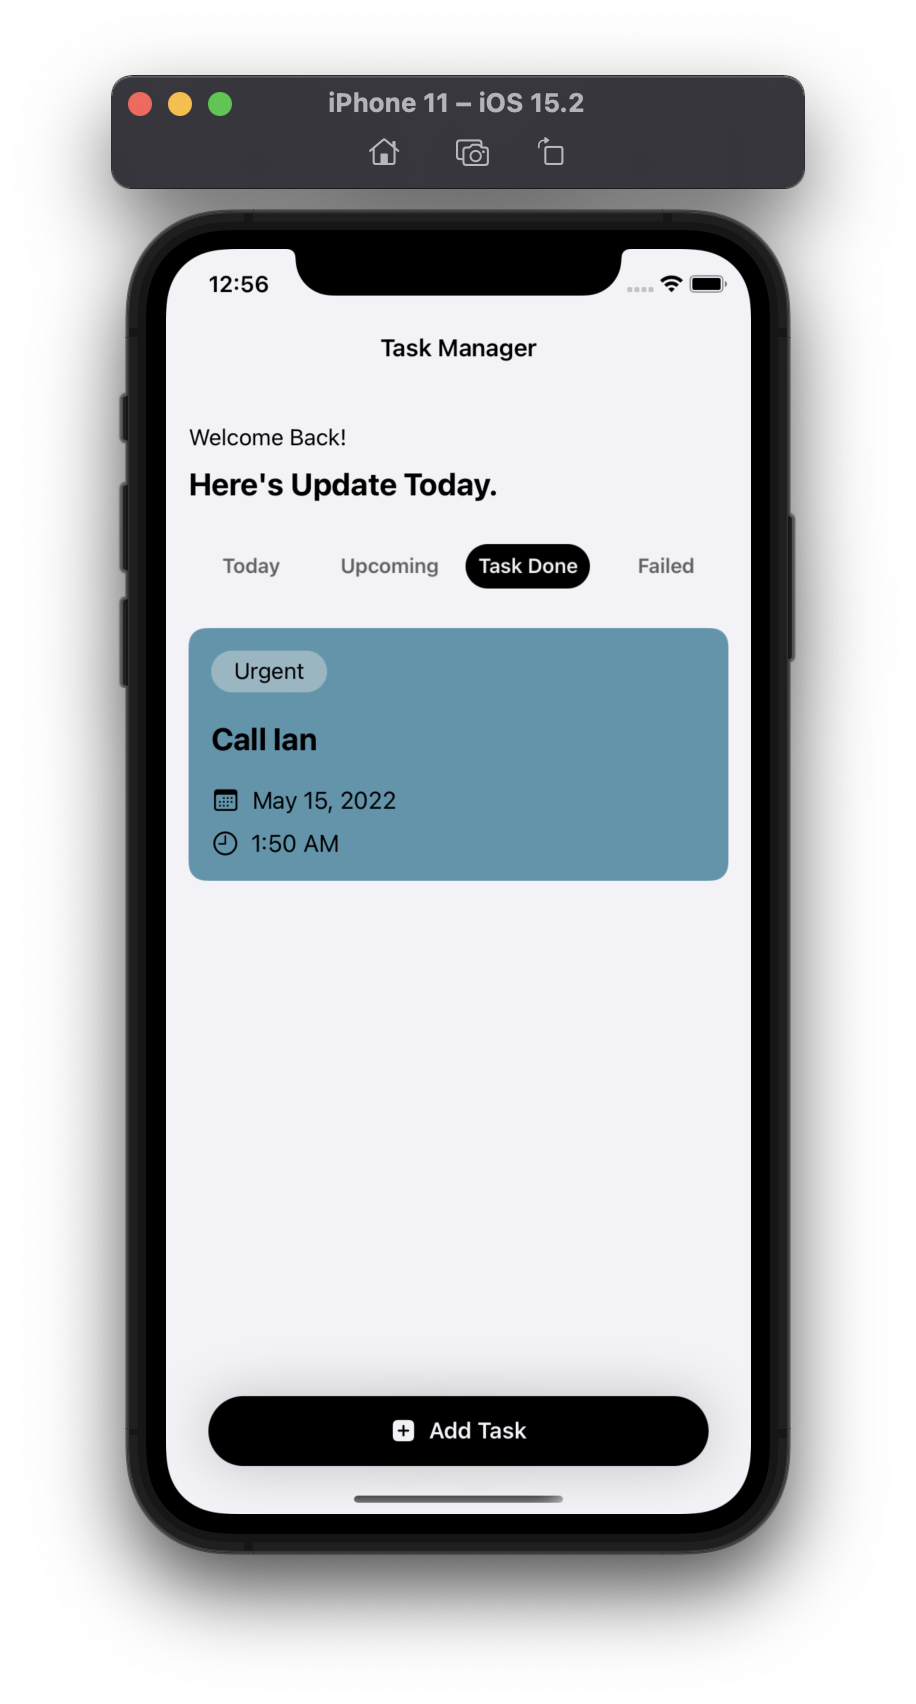 iPhone 11 – iOS 15.2
12:56
Task Manager
Welcome Back!
Here's Update Today.
Today Upcoming Task Done Failed
Urgent
Call Ian
May 15, 2022
1:50 AM
Add Task